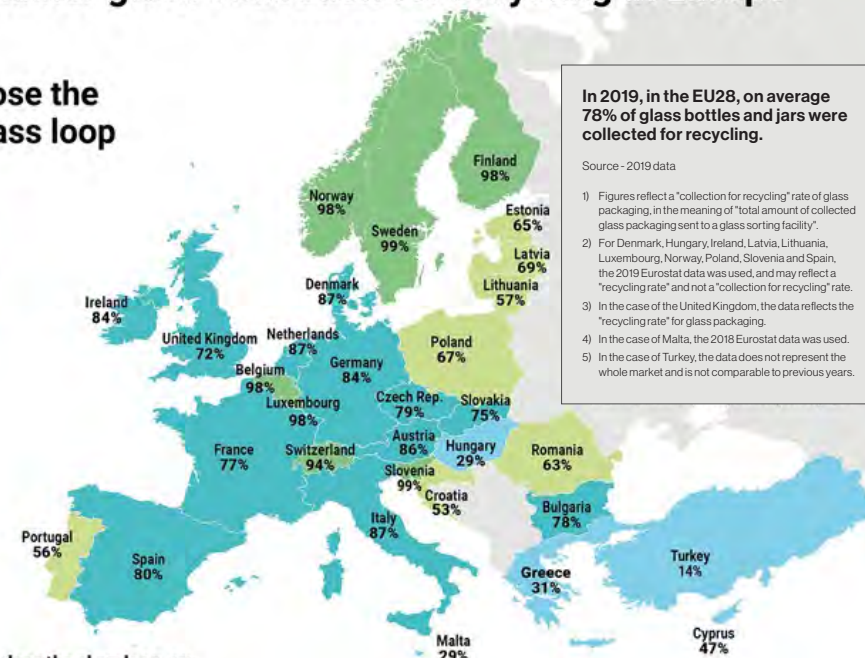 ose the
ass loop
In 2019, in the EU28, on average
78% of glass bottles and jars were
collected for recycling.
Source - 2019 data
1) Figures reflect a "collection for recycling" rate of glass
packaging, in the meaning of "total amount of collected
glass packaging sent to a glass sorting facility".
2) For Denmark, Hungary, Ireland, Latvia, Lithuania,
Luxembourg, Norway, Poland, Slovenia and Spain,
the 2019 Eurostat data was used, and may reflect a
"recycling rate" and not a "collection for recycling" rate.
3) In the case of the United Kingdom, the data reflects the
"recycling rate" for glass packaging.
4) In the case of Malta, the 2018 Eurostat data was used.
5) In the case of Turkey, the data does not represent the
whole market and is not comparable to previous years.
Finland
98%
Norway
98%
Sweden
99%
Estonia
65%
Latvia
69%
Lithuania
57%
Denmark
87%
Ireland
84%
United Kingdom
72%
Netherlands
87%
Belgium
98%
Luxembourg
98%
Germany
84%
Poland
67%
Czech Rep.
79%
Slovakia
75%
France
77%
Switzerland
94%
Austria
86%
Hungary
29%
Romania
63%
Slovenia
99%
Croatia
53%
Italy
87%
Bulgaria
78%
Portugal
56%
Spain
80%
Greece
31%
Turkey
14%
Malta
29%
Cyprus
47%